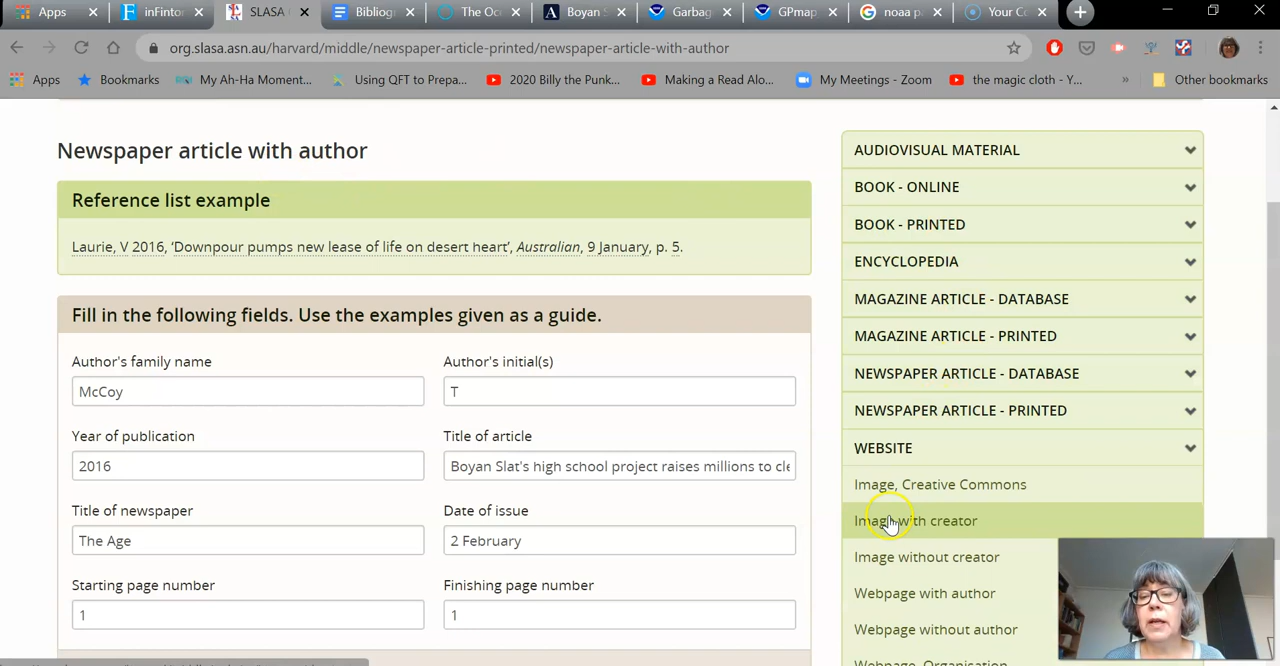 Apps
inFinto
SLASA
Bibliog
The Oc
Boyan S
Garbag
GPmap
noaa p
Your Co
org.slasa.asn.au/harvard/middle/newspaper-article-printed/newspaper-article-with-author
Apps
Bookmarks
My Ah-Ha Moment...
Using QFT to Prepa...
2020 Billy the Punk...
Making a Read Alo...
My Meetings - Zoom
the magic cloth - Y...
»
Other bookmarks
Newspaper article with author
Reference list example
Laurie, V 2016, ‘Downpour pumps new lease of life on desert heart’, Australian, 9 January, p. 5.
Fill in the following fields. Use the examples given as a guide.
Author's family name
Author's initial(s)
McCoy
T
Year of publication
Title of article
2016
Boyan Slat's high school project raises millions to cle
Title of newspaper
Date of issue
The Age
2 February
Starting page number
Finishing page number
1
1
AUDIOVISUAL MATERIAL
BOOK - ONLINE
BOOK - PRINTED
ENCYCLOPEDIA
MAGAZINE ARTICLE - DATABASE
MAGAZINE ARTICLE - PRINTED
NEWSPAPER ARTICLE - DATABASE
NEWSPAPER ARTICLE - PRINTED
WEBSITE
Image, Creative Commons
Image with creator
Image without creator
Webpage with author
Webpage without author
Webpage, Organisation